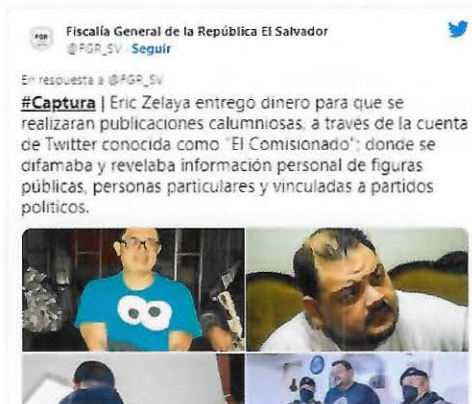 FGR
Fiscalía General de la República El Salvador
@FGR_SV · Seguir
En respuesta a @FGR_SV
#Captura | Eric Zelaya entregó dinero para que se
realizaran publicaciones calumniosas, a través de la cuenta
de Twitter conocida como "El Comisionado"; donde se
difamaba y revelaba información personal de figuras
públicas, personas particulares y vinculadas a partidos
políticos.